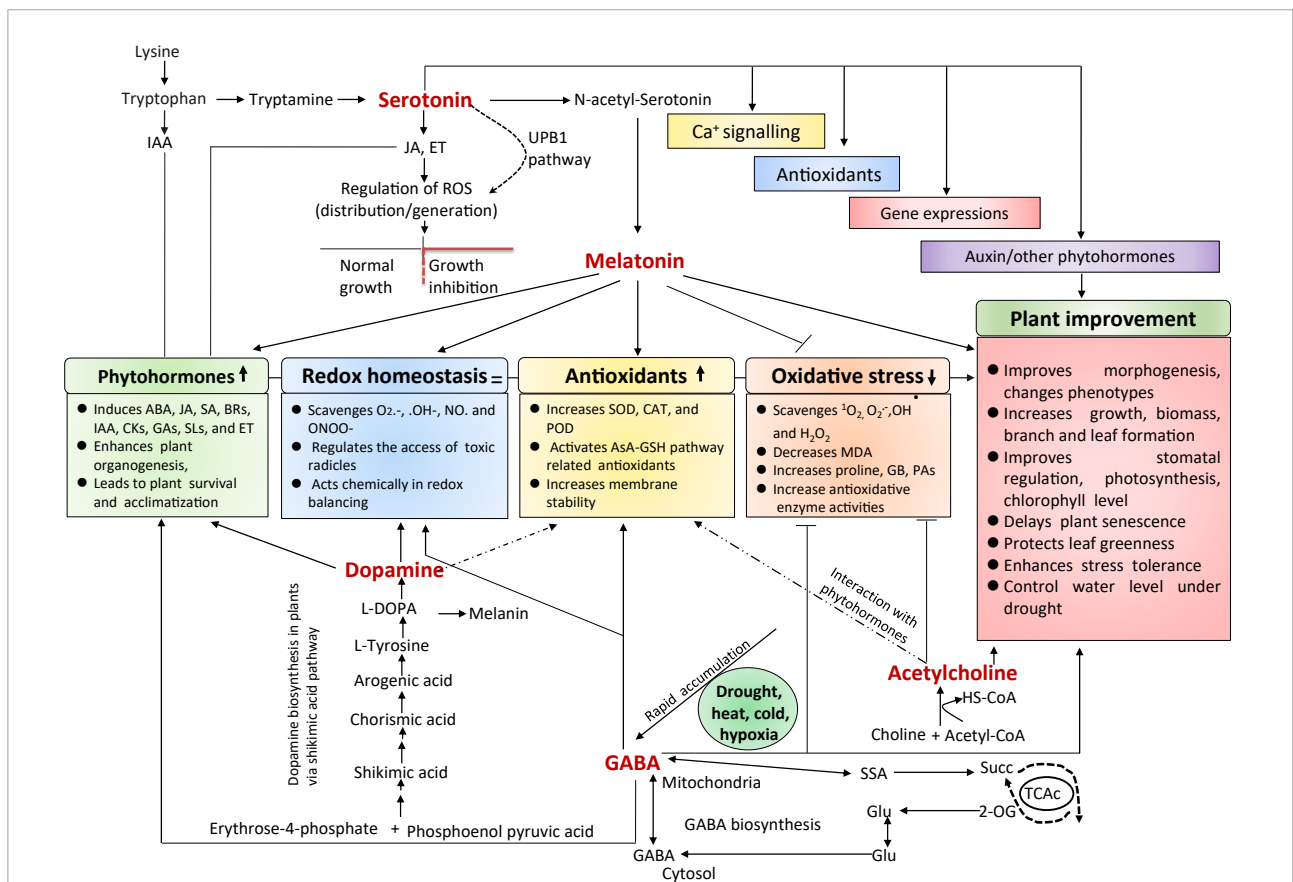 Lysine
Tryptophan
Tryptamine
Serotonin
N-acetyl-Serotonin
IAA
JA, ET
UPB1
pathway
Regulation of ROS
(distribution/generation)
Normal
growth
Growth
inhibition
Ca⁺ signalling
Antioxidants
Gene expressions
Auxin/other phytohormones
Melatonin
Phytohormones
● Induces ABA, JA, SA, BRs,
IAA, CKs, GAs, SLs, and ET
● Enhances plant
organogenesis,
● Leads to plant survival
and acclimatization
Redox homeostasis =
● Scavenges O2.-, .OH-, NO. and
ONOO-
● Regulates the access of toxic
radicles
● Acts chemically in redox
balancing
Antioxidants
● Increases SOD, CAT, and
POD
● Activates AsA-GSH pathway
related antioxidants
● Increases membrane
stability
Oxidative stress
● Scavenges ¹O₂, O₂·⁻,OH
and H₂O₂
● Decreases MDA
● Increases proline, GB, PAs
● Increase antioxidative
enzyme activities
Plant improvement
● Improves morphogenesis,
changes phenotypes
● Increases growth, biomass,
branch and leaf formation
● Improves stomatal
regulation, photosynthesis,
chlorophyll level
● Delays plant senescence
● Protects leaf greenness
● Enhances stress tolerance
● Control water level under
drought
Dopamine
L-DOPA
Melanin
L-Tyrosine
Arogenic acid
Chorismic acid
Shikimic acid
Erythrose-4-phosphate + Phosphoenol pyruvic acid
Dopamine biosynthesis in plants
via shikimic acid pathway
Interaction with
phytohormones
Rapid accumulation
Drought,
heat, cold,
hypoxia
Acetylcholine
HS-CoA
Choline + Acetyl-CoA
GABA
Mitochondria
SSA
Succ
TCAc
2-OG
Glu
GABA biosynthesis
GABA
Glu
Cytosol